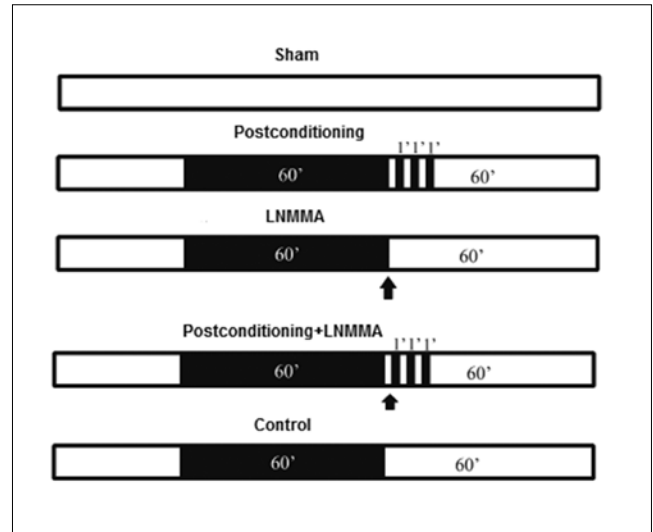 Sham
Postconditioning
1’1’1’
60’ 60’
LNMMA
60’ 60’
Postconditioning+LNMMA
1’1’1’
60’ 60’
Control
60’ 60’